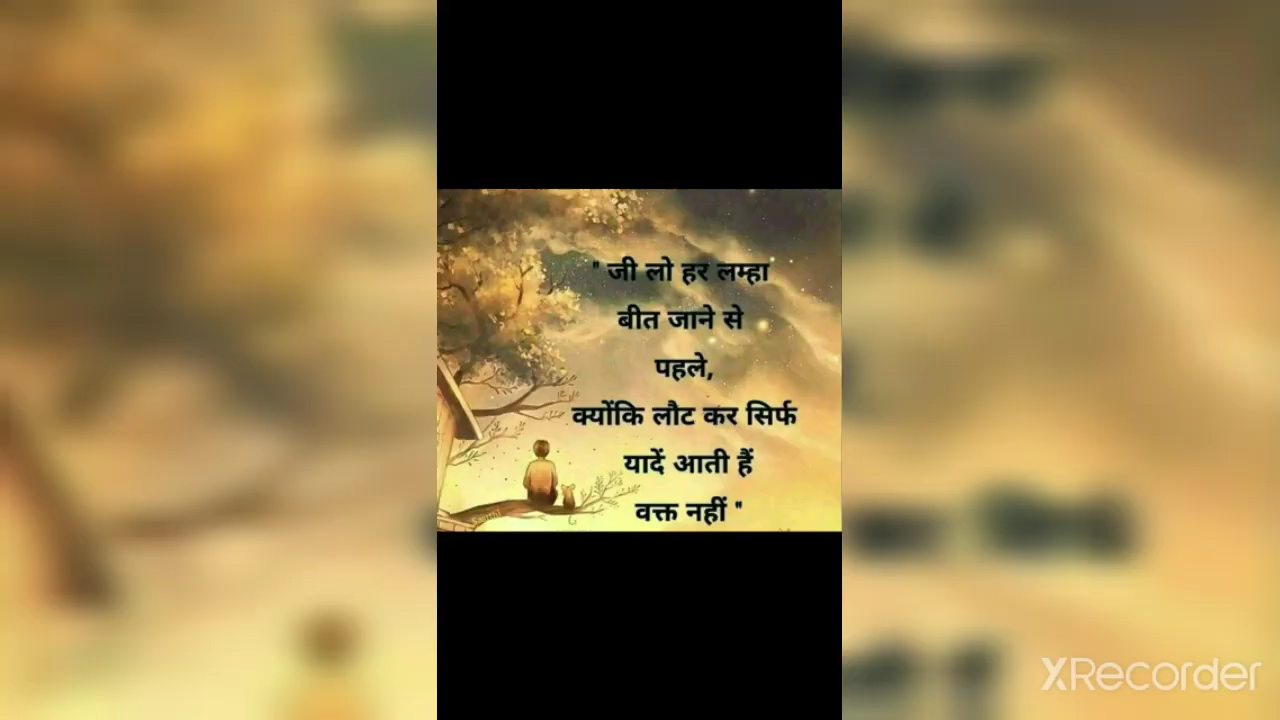 " जी लो हर लम्हा
बीत जाने से
पहले,
क्योंकि लौट कर सिर्फ
यादें आती हैं
वक्त नहीं "
XRecorder